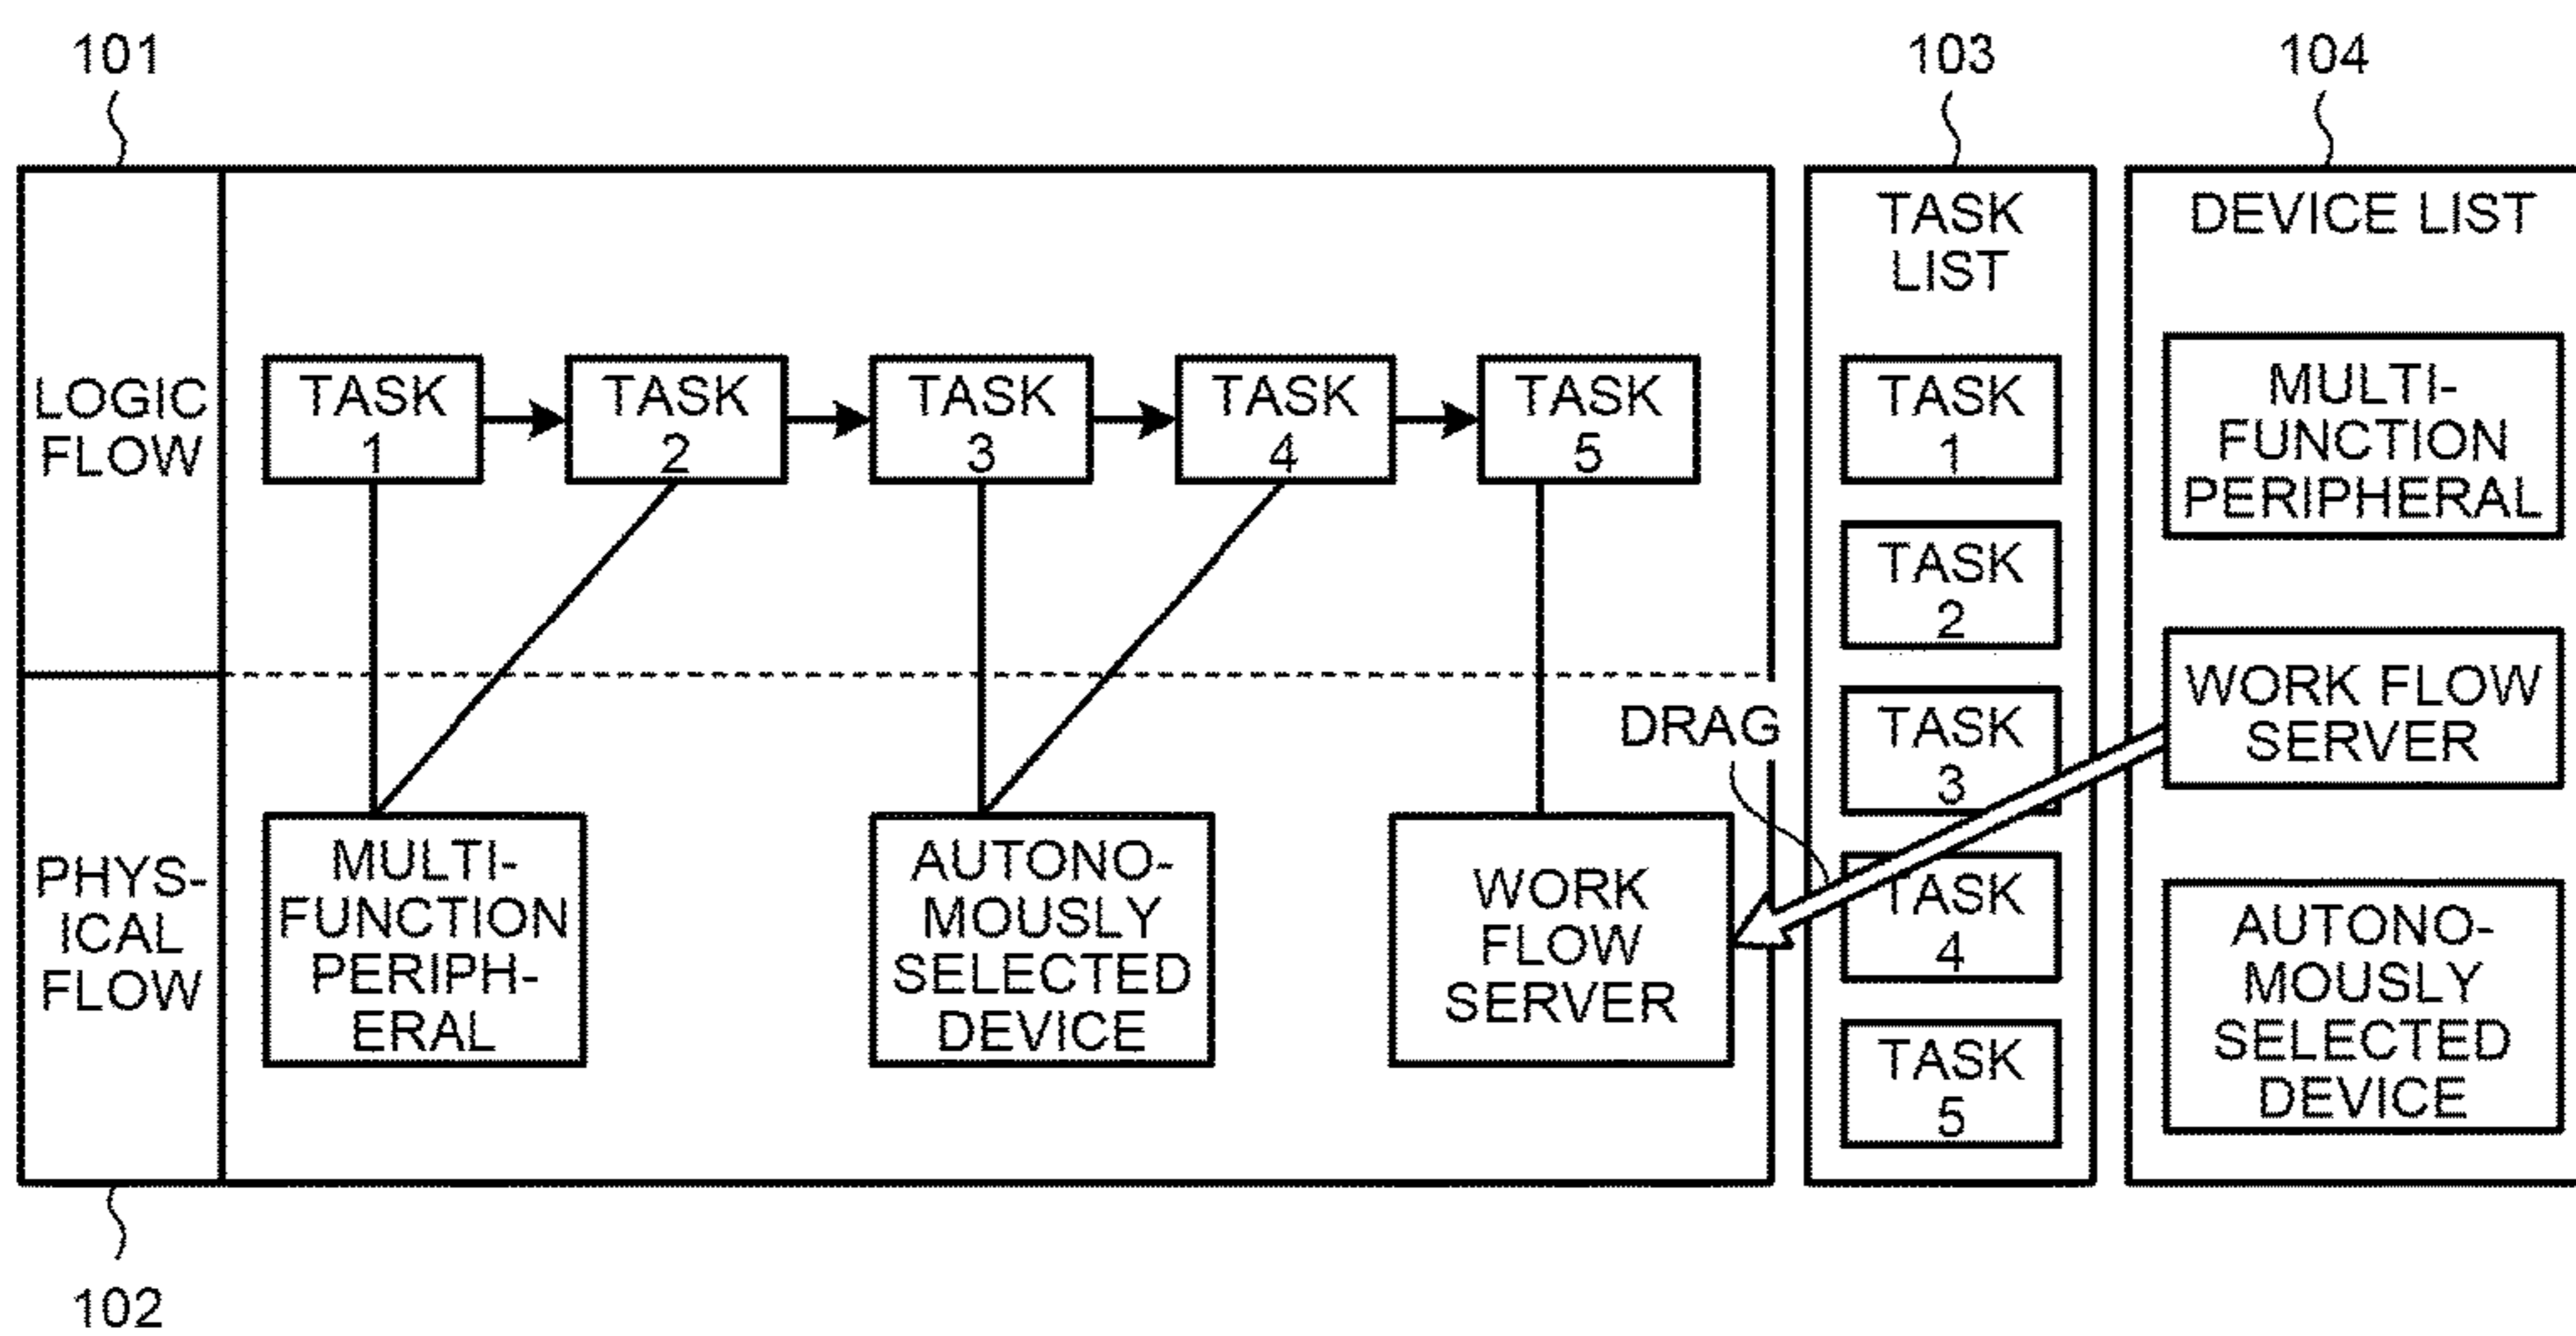 101
103
104
LOGIC
FLOW
TASK
1
TASK
2
TASK
3
TASK
4
TASK
5
PHYS-
ICAL
FLOW
MULTI-
FUNCTION
PERIPH-
ERAL
AUTONO-
MOUSLY
SELECTED
DEVICE
WORK
FLOW
SERVER
DRAG
TASK
LIST
TASK
1
TASK
2
TASK
3
TASK
4
TASK
5
DEVICE LIST
MULTI-
FUNCTION
PERIPHERAL
WORK FLOW
SERVER
AUTONO-
MOUSLY
SELECTED
DEVICE
102